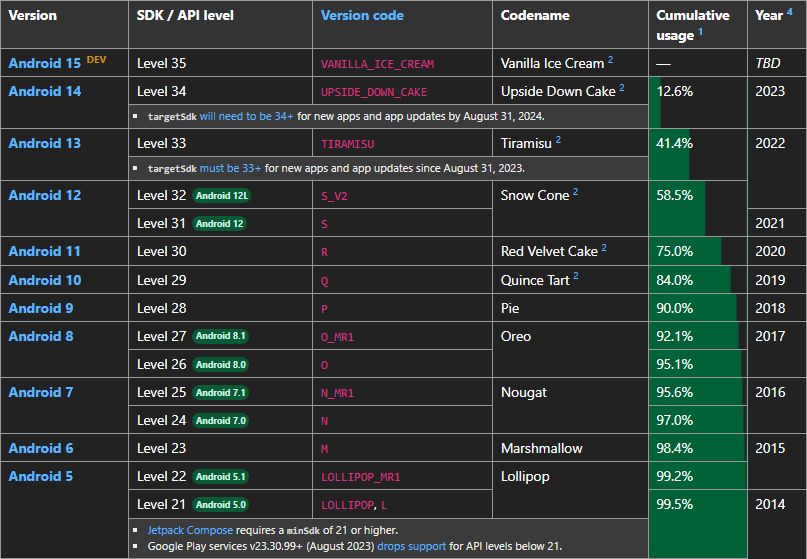 Version SDK / API level Version code Codename Cumulative usage 1 Year 4
Android 15 DEV Level 35 VANILLA_ICE_CREAM Vanilla Ice Cream 2 — TBD
Android 14 Level 34 UPSIDE_DOWN_CAKE Upside Down Cake 2 12.6% 2023
▪ targetSdk will need to be 34+ for new apps and app updates by August 31, 2024.
Android 13 Level 33 TIRAMISU Tiramisu 2 41.4% 2022
▪ targetSdk must be 33+ for new apps and app updates since August 31, 2023.
Android 12 Level 32 Android 12L S_V2 Snow Cone 2 58.5%
Level 31 Android 12 S 2021
Android 11 Level 30 R Red Velvet Cake 2 75.0% 2020
Android 10 Level 29 Q Quince Tart 2 84.0% 2019
Android 9 Level 28 P Pie 90.0% 2018
Android 8 Level 27 Android 8.1 O_MR1 Oreo 92.1% 2017
Level 26 Android 8.0 O 95.1%
Android 7 Level 25 Android 7.1 N_MR1 Nougat 95.6% 2016
Level 24 Android 7.0 N 97.0%
Android 6 Level 23 M Marshmallow 98.4% 2015
Android 5 Level 22 Android 5.1 LOLLIPOP_MR1 Lollipop 99.2%
Level 21 Android 5.0 LOLLIPOP, L 99.5% 2014
▪ Jetpack Compose requires a minSdk of 21 or higher.
▪ Google Play services v23.30.99+ (August 2023) drops support for API levels below 21.